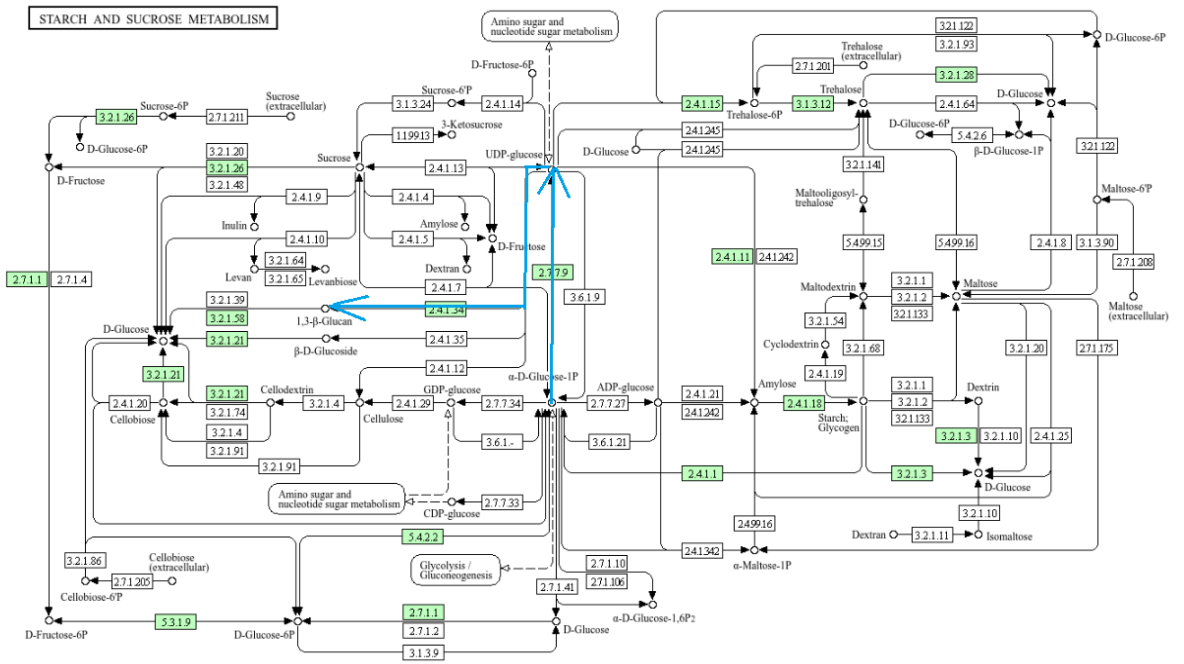 STARCH AND SUCROSE METABOLISM
Amino sugar and
nucleotide sugar metabolism
3.2.1.122
3.2.1.93
D-Glucose-6P
Trehalose
(extracellular)
2.7.1.201
D-Fructose-6P
3.2.1.28
Sucrose-6'P
Trehalose
D-Glucose
Sucrose
(extracellular)
Sucrose-6P
3.1.3.24
2.4.1.14
2.4.1.15
3.1.3.12
2.4.1.64
Trehalose-6P
3.2.1.26
2.7.1.211
3-Ketosucrose
1.1.99.13
2.4.1.245
D-Glucose-6P
5.4.2.6
β-D-Glucose-1P
D-Glucose-6P
3.2.1.20
Sucrose
UDP-glucose
D-Glucose
2.4.1.245
3.2.1.122
D-Fructose
3.2.1.26
2.4.1.13
3.2.1.141
3.2.1.48
2.4.1.9
2.4.1.4
Maltooligosyl-
trehalose
Maltose-6'P
Inulin
Amylose
2.4.1.10
2.4.1.5
D-Fructose
5.4.99.15
5.4.99.16
2.4.1.8
3.1.3.90
3.2.1.64
Levan
Levanbiose
3.2.1.65
Dextran
2.4.1.11
2.4.1.242
2.7.1.208
2.7.1.1
2.7.1.4
2.7.7.9
2.4.1.7
3.2.1.1
Maltodextrin
3.2.1.2
Maltose
3.2.1.133
Maltose
(extracellular)
3.6.1.9
3.2.1.39
3.2.1.58
1,3-β-Glucan
2.4.1.34
3.2.1.54
D-Glucose
3.2.1.21
β-D-Glucoside
2.4.1.35
Cyclodextrin
3.2.1.68
3.2.1.20
2.7.1.175
3.2.1.21
2.4.1.12
α-D-Glucose-1P
2.4.1.19
3.2.1.21
Cellodextrin
GDP-glucose
ADP-glucose
2.4.1.21
Amylose
3.2.1.1
Dextrin
2.4.1.20
3.2.1.74
3.2.1.4
2.4.1.29
2.7.7.34
2.7.7.27
2.4.1.242
2.4.1.18
3.2.1.2
Cellobiose
Cellulose
Starch;
Glycogen
3.2.1.133
3.2.1.4
3.2.1.91
3.6.1.-
3.6.1.21
3.2.1.3
3.2.1.10
2.4.1.25
3.2.1.91
2.4.1.1
3.2.1.3
D-Glucose
Amino sugar and
nucleotide sugar metabolism
2.7.7.33
CDP-glucose
3.2.1.10
2.4.99.16
5.4.2.2
Dextran
3.2.1.11
Isomaltose
2.4.1.342
α-Maltose-1P
3.2.1.86
Cellobiose
(extracellular)
Glycolysis /
Gluconeogenesis
2.7.1.10
2.7.1.106
2.7.1.205
Cellobiose-6'P
2.7.1.41
α-D-Glucose-1,6P2
2.7.1.1
5.3.1.9
D-Fructose-6P
D-Glucose-6P
2.7.1.2
D-Glucose
3.1.3.9